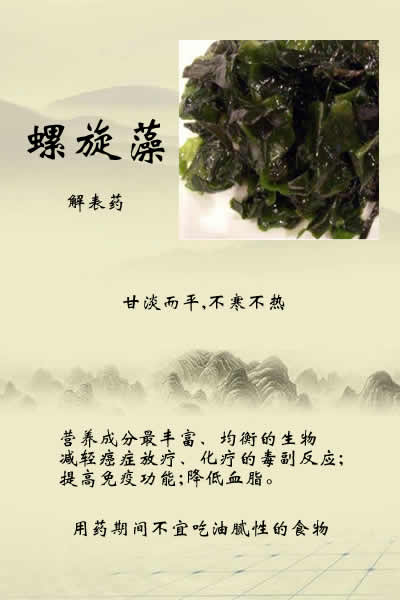 螺旋藻
解表药
甘淡而平,不寒不热
营养成分最丰富、均衡的生物
减轻癌症放疗、化疗的毒副反应;
提高免疫功能;降低血脂。
用药期间不宜吃油腻性的食物